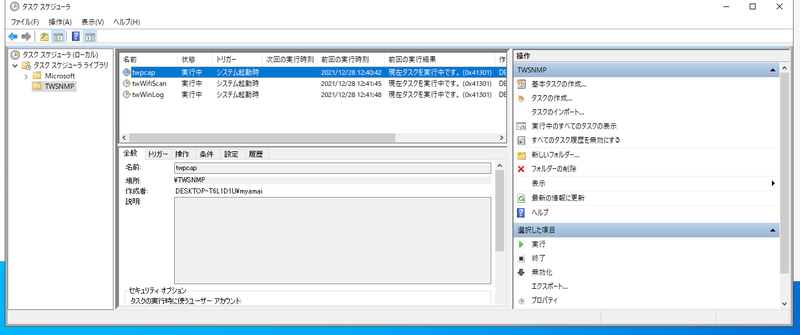 タスク スケジューラ
ファイル(F) 操作(A) 表示(V) ヘルプ(H)
タスク スケジューラ (ローカル)
タスク スケジューラ ライブラリ
Microsoft
TWSNMP
名前 状態 トリガー 次回の実行時刻 前回の実行時刻 前回の実行結果 作
twpcap 実行中 システム起動時 2021/12/28 12:40:42 現在タスクを実行中です。 (0x41301) DE
twWifiScan 実行中 システム起動時 2021/12/28 12:41:45 現在タスクを実行中です。 (0x41301) DE
twWinLog 実行中 システム起動時 2021/12/28 12:41:48 現在タスクを実行中です。 (0x41301) DE
全般 トリガー 操作 条件 設定 履歴
名前: twpcap
場所: ¥TWSNMP
作成者: DESKTOP-T6L1D1U¥myamai
説明:
セキュリティ オプション
タスクの実行時に使うユーザー アカウント:
操作
TWSNMP
基本タスクの作成...
タスクの作成...
タスクのインポート...
実行中のすべてのタスクの表示
すべてのタスク履歴を無効にする
新しいフォルダー...
フォルダーの削除
表示
最新の情報に更新
ヘルプ
選択した項目
実行
終了
無効化
エクスポート...
プロパティ